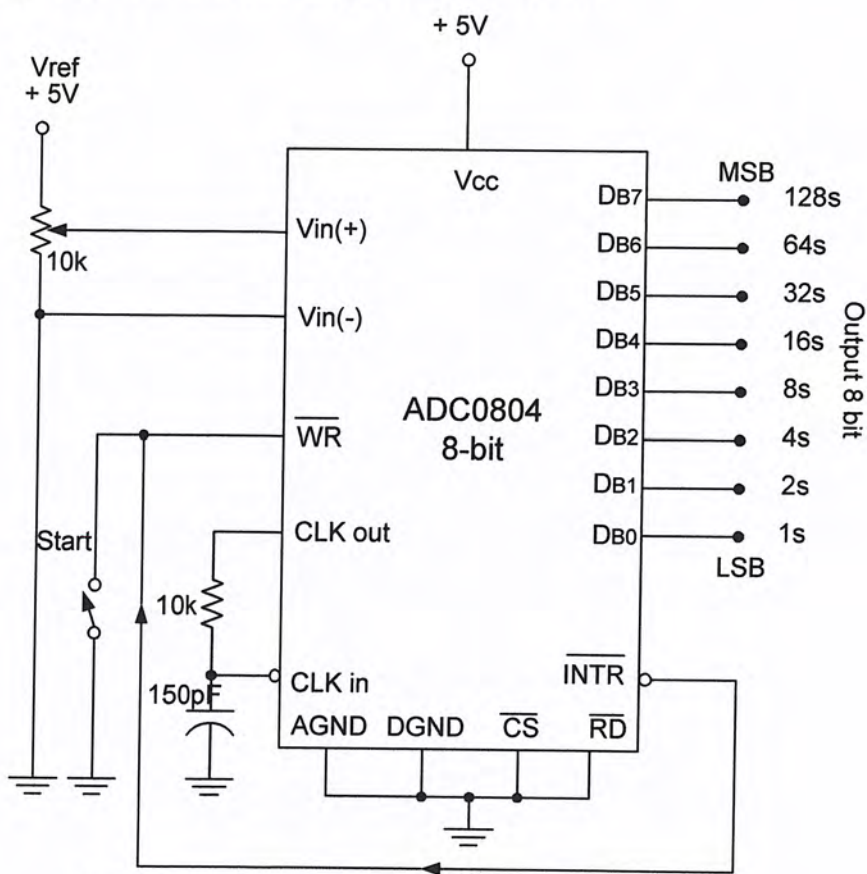 + 5V
Vref
+ 5V
10k
Vin(+)
Vin(-)
WR
CLK out
CLK in
Start
10k
150pF
Vcc
ADC0804
8-bit
AGND DGND CS RD
INTR
MSB
DB7 128s
DB6 64s
DB5 32s
DB4 16s
DB3 8s
DB2 4s
DB1 2s
DB0 1s
LSB
Output 8 bit